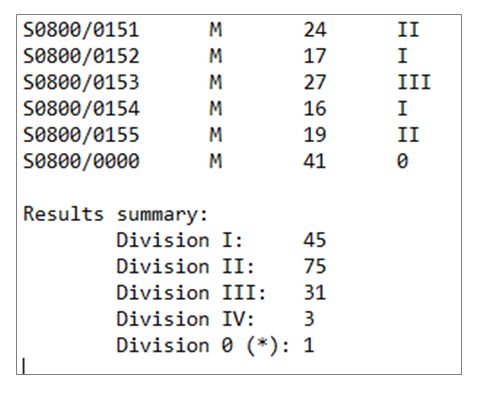 S0800/0151 M 24 II
S0800/0152 M 17 I
S0800/0153 M 27 III
S0800/0154 M 16 I
S0800/0155 M 19 II
S0800/0000 M 41 0
Results summary:
Division I: 45
Division II: 75
Division III: 31
Division IV: 3
Division 0 (*): 1